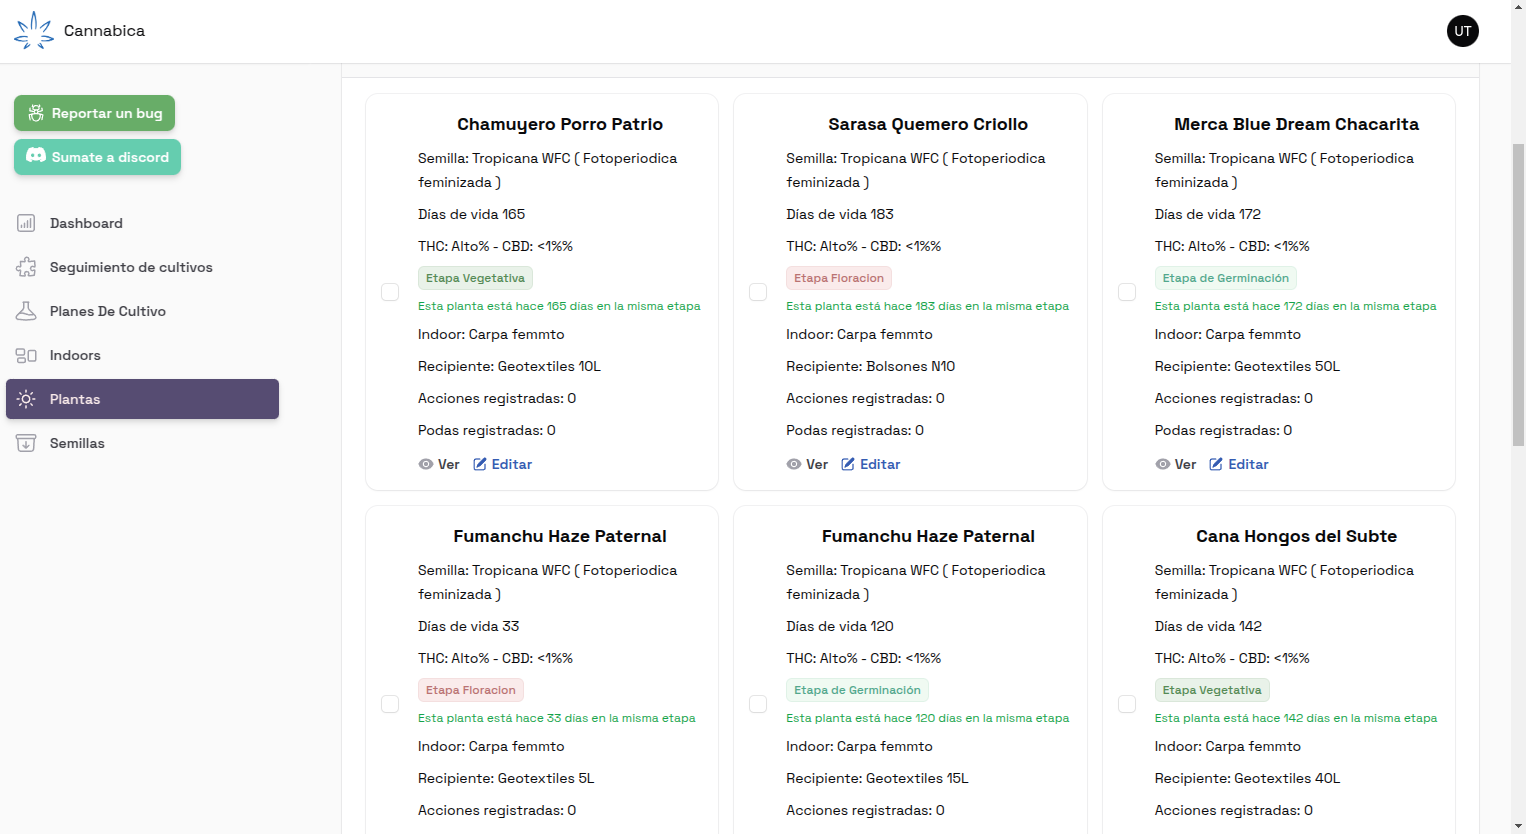 Cannabica
UT
Reportar un bug
Sumate a discord
Dashboard
Seguimiento de cultivos
Planes De Cultivo
Indoors
Plantas
Semillas
Chamuyero Porro Patrio
Semilla: Tropicana WFC ( Fotoperiodica
feminizada )
Días de vida 165
THC: Alto% - CBD: <1%%
Etapa Vegetativa
Esta planta está hace 165 días en la misma etapa
Indoor: Carpa femmto
Recipiente: Geotextiles 10L
Acciones registradas: 0
Podas registradas: 0
Ver Editar
Sarasa Quemero Criollo
Semilla: Tropicana WFC ( Fotoperiodica
feminizada )
Días de vida 183
THC: Alto% - CBD: <1%%
Etapa Floracion
Esta planta está hace 183 días en la misma etapa
Indoor: Carpa femmto
Recipiente: Bolsones N10
Acciones registradas: 0
Podas registradas: 0
Ver Editar
Merca Blue Dream Chacarita
Semilla: Tropicana WFC ( Fotoperiodica
feminizada )
Días de vida 172
THC: Alto% - CBD: <1%%
Etapa de Germinación
Esta planta está hace 172 días en la misma etapa
Indoor: Carpa femmto
Recipiente: Geotextiles 50L
Acciones registradas: 0
Podas registradas: 0
Ver Editar
Fumanchu Haze Paternal
Semilla: Tropicana WFC ( Fotoperiodica
feminizada )
Días de vida 33
THC: Alto% - CBD: <1%%
Etapa Floracion
Esta planta está hace 33 días en la misma etapa
Indoor: Carpa femmto
Recipiente: Geotextiles 5L
Acciones registradas: 0
Fumanchu Haze Paternal
Semilla: Tropicana WFC ( Fotoperiodica
feminizada )
Días de vida 120
THC: Alto% - CBD: <1%%
Etapa de Germinación
Esta planta está hace 120 días en la misma etapa
Indoor: Carpa femmto
Recipiente: Geotextiles 15L
Acciones registradas: 0
Cana Hongos del Subte
Semilla: Tropicana WFC ( Fotoperiodica
feminizada )
Días de vida 142
THC: Alto% - CBD: <1%%
Etapa Vegetativa
Esta planta está hace 142 días en la misma etapa
Indoor: Carpa femmto
Recipiente: Geotextiles 40L
Acciones registradas: 0